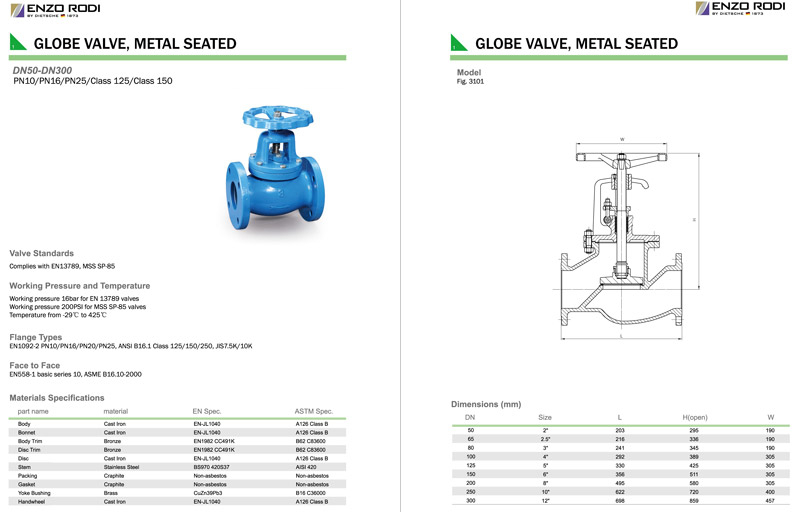 ENZO RODI
BY DIETSCHE 1873
GLOBE VALVE, METAL SEATED
DN50-DN300
PN10/PN16/PN25/Class 125/Class 150
Valve Standards
Complies with EN13789, MSS SP-85
Working Pressure and Temperature
Working pressure 16bar for EN 13789 valves
Working pressure 200PSI for MSS SP-85 valves
Temperature from -29℃ to 425℃
Flange Types
EN1092-2 PN10/PN16/PN20/PN25, ANSI B16.1 Class 125/150/250, JIS7.5K/10K
Face to Face
EN558-1 basic series 10, ASME B16.10-2000
Materials Specifications
part name material EN Spec. ASTM Spec.
Body Cast Iron EN-JL1040 A126 Class B
Bonnet Cast Iron EN-JL1040 A126 Class B
Body Trim Bronze EN1982 CC491K B62 C83600
Disc Trim Bronze EN1982 CC491K B62 C83600
Disc Cast Iron EN-JL1040 A126 Class B
Stem Stainless Steel BS970 420S37 AISI 420
Packing Craphite Non-asbestos Non-asbestos
Gasket Craphite Non-asbestos Non-asbestos
Yoke Bushing Brass CuZn39Pb3 B16 C36000
Handwheel Cast Iron EN-JL1040 A126 Class B
ENZO RODI
BY DIETSCHE 1873
GLOBE VALVE, METAL SEATED
Model
Fig. 3101
W
H
L
Dimensions (mm)
DN Size L H(open) W
50 2" 203 295 190
65 2.5" 216 336 190
80 3" 241 345 190
100 4" 292 389 305
125 5" 330 425 305
150 6" 356 511 305
200 8" 495 580 305
250 10" 622 720 400
300 12" 698 859 457